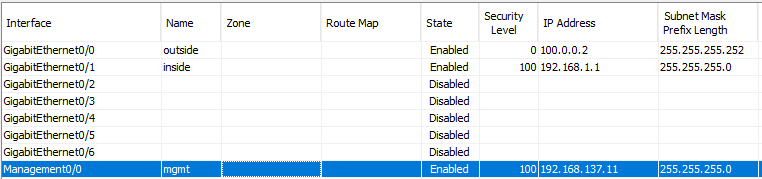 Interface Name Zone Route Map State Security Level IP Address Subnet Mask Prefix Length
GigabitEthernet0/0 outside Enabled 0 100.0.0.2 255.255.255.252
GigabitEthernet0/1 inside Enabled 100 192.168.1.1 255.255.255.0
GigabitEthernet0/2 Disabled
GigabitEthernet0/3 Disabled
GigabitEthernet0/4 Disabled
GigabitEthernet0/5 Disabled
GigabitEthernet0/6 Disabled
Management0/0 mgmt Enabled 100 192.168.137.11 255.255.255.0